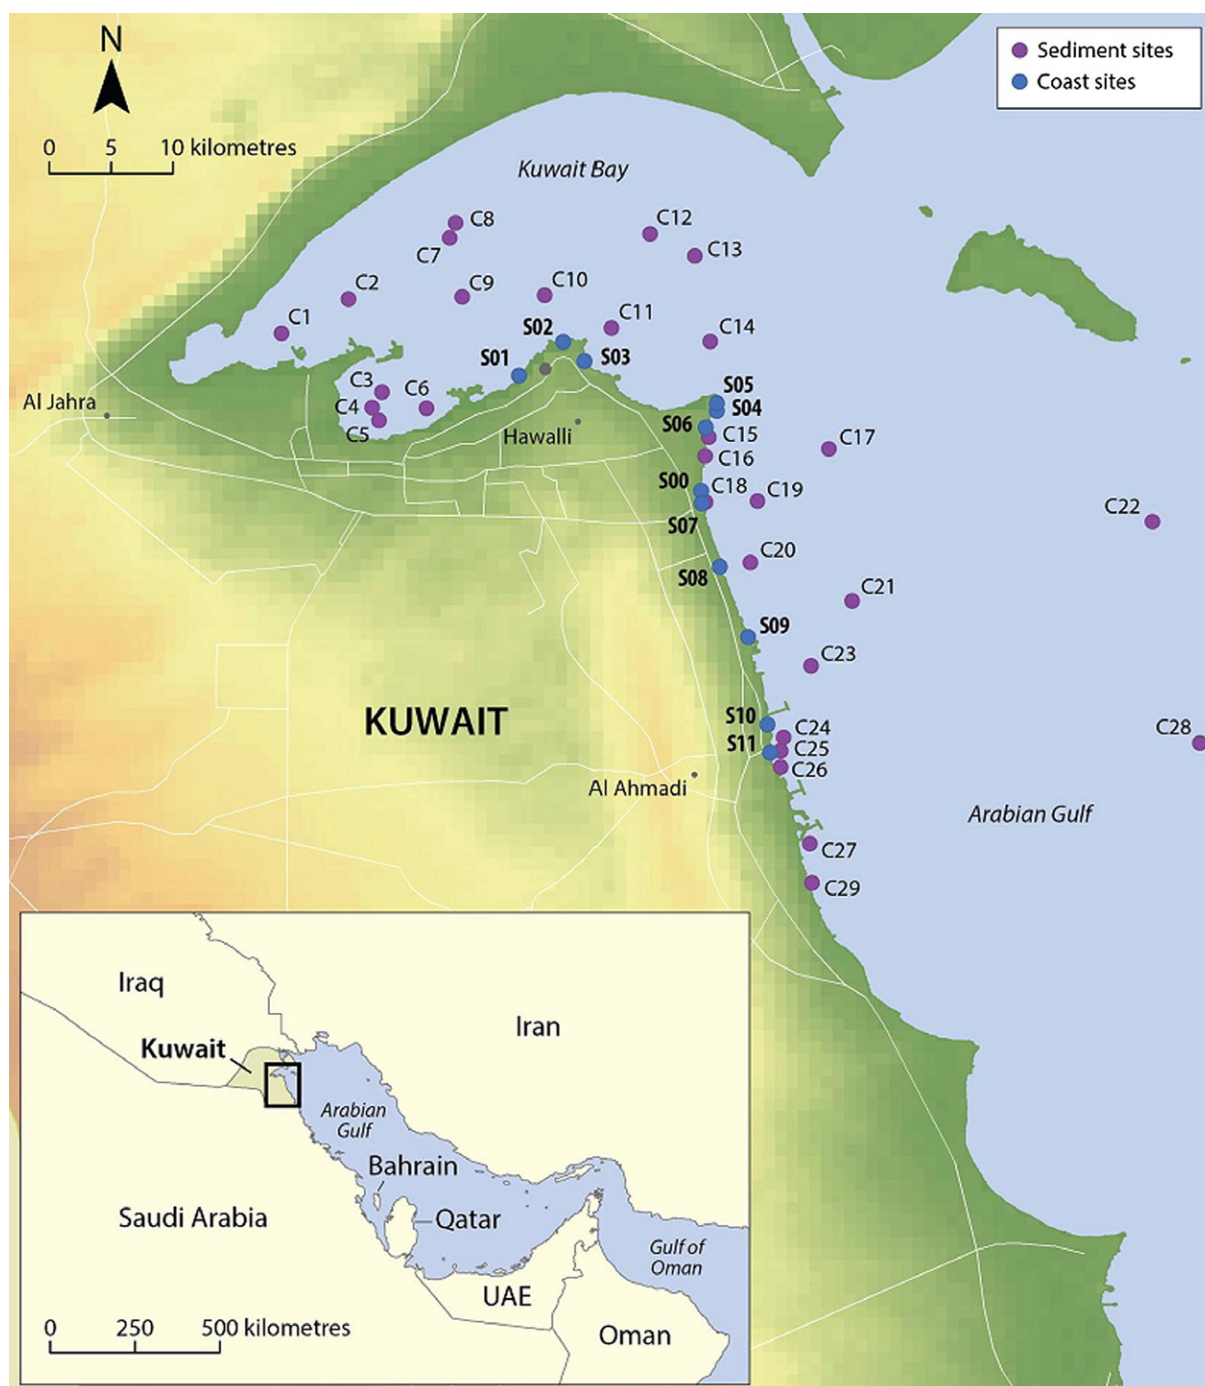 N
0 5 10 kilometres
Sediment sites
Coast sites
Kuwait Bay
C8
C7
C12
C13
C2
C9
C10
C1
C11
S02
C14
S01
S03
C3
C6
C4
C5
Al Jahra
Hawalli
S05
S04
S06
C15
C16
C17
S00
C18
C19
S07
C22
C20
S08
C21
S09
C23
KUWAIT
S10
C24
S11
C25
C26
C28
Al Ahmadi
Arabian Gulf
C27
C29
Iraq
Iran
Kuwait
Arabian
Gulf
Bahrain
Saudi Arabia
Qatar
Gulf of
Oman
UAE
Oman
0 250 500 kilometres